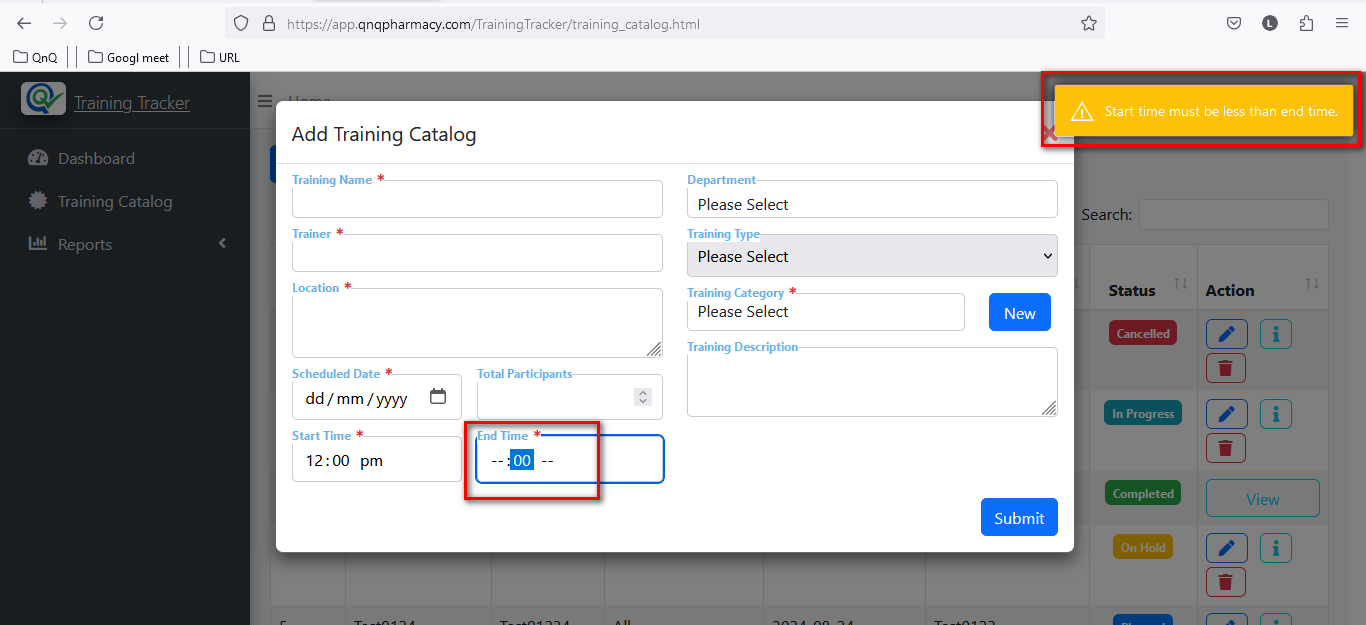 https://app.qnqpharmacy.com/TrainingTracker/training_catalog.html
L
QnQ
Googl meet
URL
Training Tracker
Home
Start time must be less than end time.
Dashboard
Training Catalog
Reports
Add Training Catalog
Training Name *
Department
Please Select
Trainer *
Training Type
Please Select
Location *
Training Category *
Please Select
New
Training Description
Scheduled Date *
dd/mm/yyyy
Total Participants
Start Time *
12:00 pm
End Time *
--:00 --
Submit
Search:
Status
Action
Cancelled
In Progress
Completed
View
On Hold